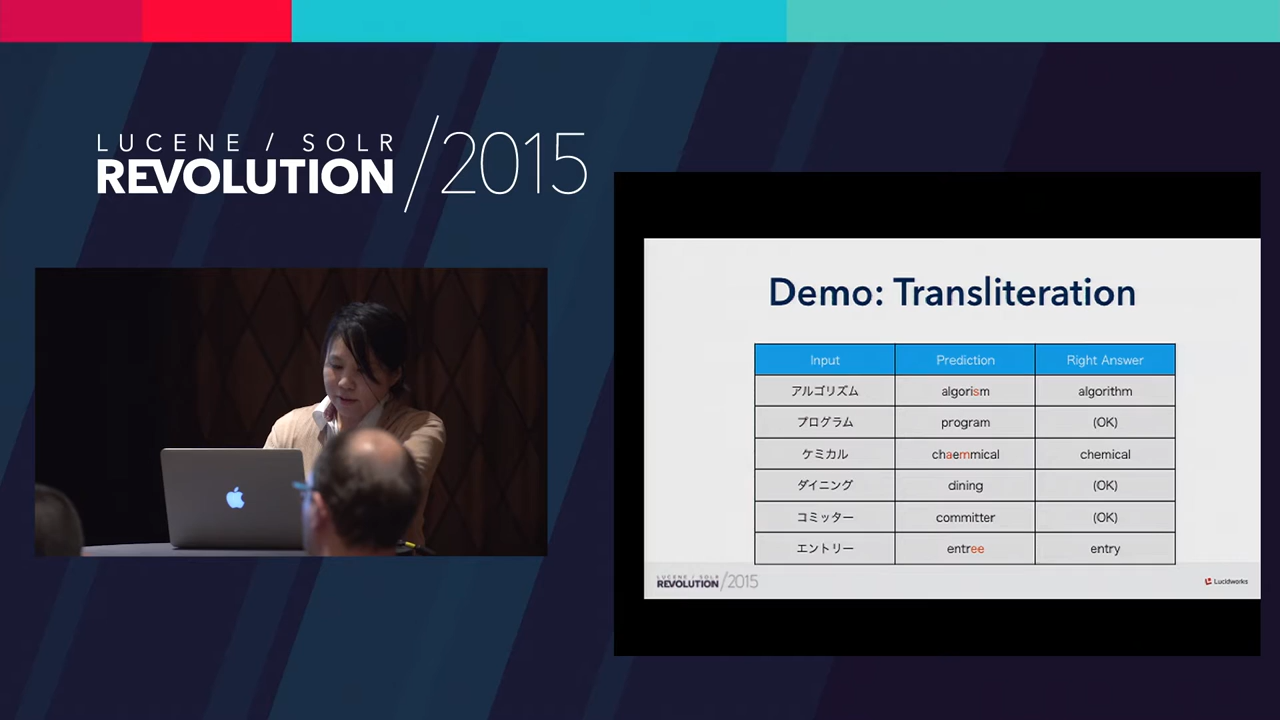 LUCENE / SOLR
REVOLUTION /2015
Demo: Transliteration
Input Prediction Right Answer
アルゴリズム algorism algorithm
プログラム program (OK)
ケミカル chaemmical chemical
ダイニング dining (OK)
コミッター committer (OK)
エントリー entree entry
LUCENE / SOLR
REVOLUTION /2015
Lucidworks